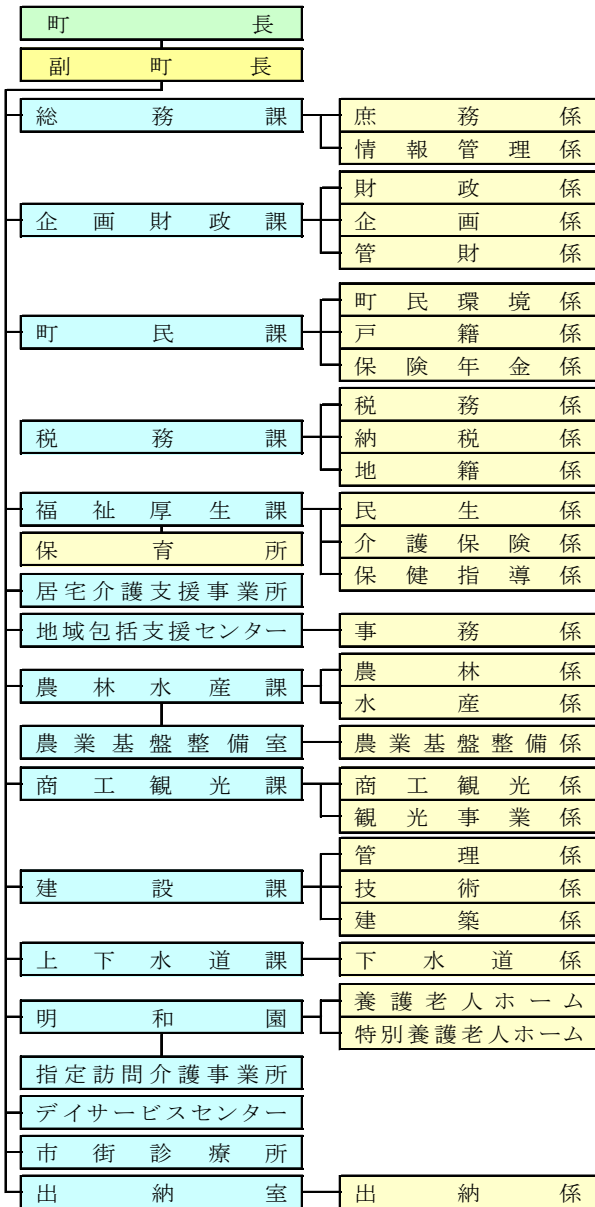 町長
副町長
総務課
庶務係
情報管理係
財政係
企画財政課
企画係
管財係
町民環境係
町民課
戸籍係
保険年金係
税務係
税務課
納税係
地籍係
福祉厚生課
民生係
保育所
介護保険係
保健指導係
居宅介護支援事業所
地域包括支援センター
事務係
農林水産課
農林係
水産係
農業基盤整備室
農業基盤整備係
商工観光課
商工観光係
観光事業係
管理係
建設課
技術係
建築係
上下水道課
下水道係
明和園
養護老人ホーム
特別養護老人ホーム
指定訪問介護事業所
デイサービスセンター
市街診療所
出納室
出納係